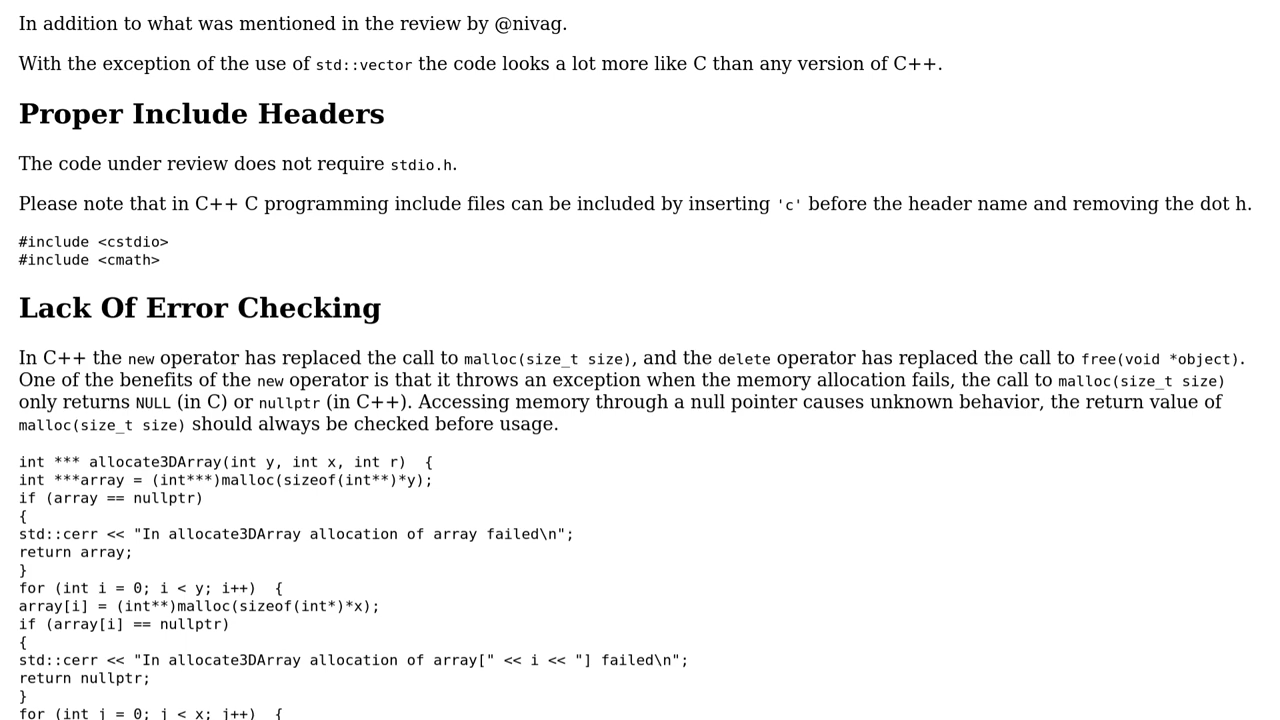 In addition to what was mentioned in the review by @nivag.
With the exception of the use of std::vector the code looks a lot more like C than any version of C++.
Proper Include Headers
The code under review does not require stdio.h.
Please note that in C++ C programming include files can be included by inserting 'c' before the header name and removing the dot h.
#include <cstdio>
#include <cmath>
Lack Of Error Checking
In C++ the new operator has replaced the call to malloc(size_t size), and the delete operator has replaced the call to free(void *object).
One of the benefits of the new operator is that it throws an exception when the memory allocation fails, the call to malloc(size_t size)
only returns NULL (in C) or nullptr (in C++). Accessing memory through a null pointer causes unknown behavior, the return value of
malloc(size_t size) should always be checked before usage.
int *** allocate3DArray(int y, int x, int r)  {
int ***array = (int***)malloc(sizeof(int**)*y);
if (array == nullptr)
{
std::cerr << "In allocate3DArray allocation of array failed\n";
return array;
}
for (int i = 0; i < y; i++)  {
array[i] = (int**)malloc(sizeof(int*)*x);
if (array[i] == nullptr)
{
std::cerr << "In allocate3DArray allocation of array[" << i << "] failed\n";
return nullptr;
}
for (int j = 0; j < x; j++)  {